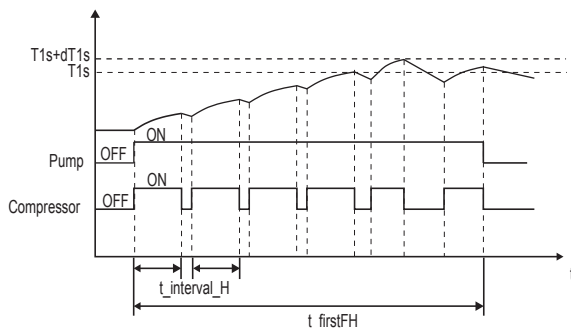 T1s+dT1s
T1s
ON
OFF
Pump
ON
OFF
Compressor
t
t_interval_H
t_firstFH